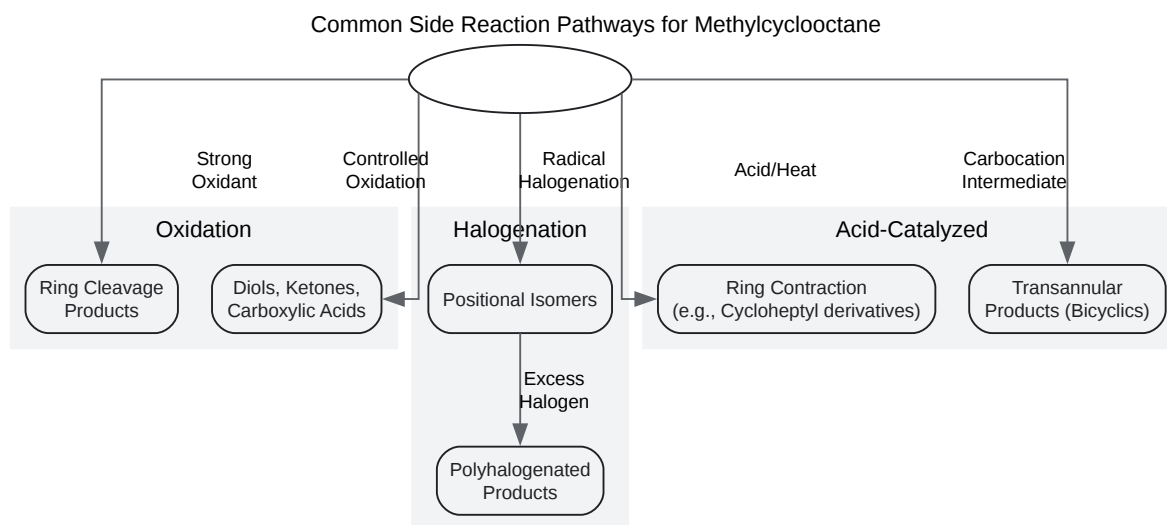 Common Side Reaction Pathways for Methylcyclooctane
Strong
Oxidant
Controlled
Oxidation
Radical
Halogenation
Acid/Heat
Carbocation
Intermediate
Oxidation
Halogenation
Acid-Catalyzed
Ring Cleavage
Products
Diols, Ketones,
Carboxylic Acids
Positional Isomers
Ring Contraction
(e.g., Cycloheptyl derivatives)
Transannular
Products (Bicyclics)
Excess
Halogen
Polyhalogenated
Products